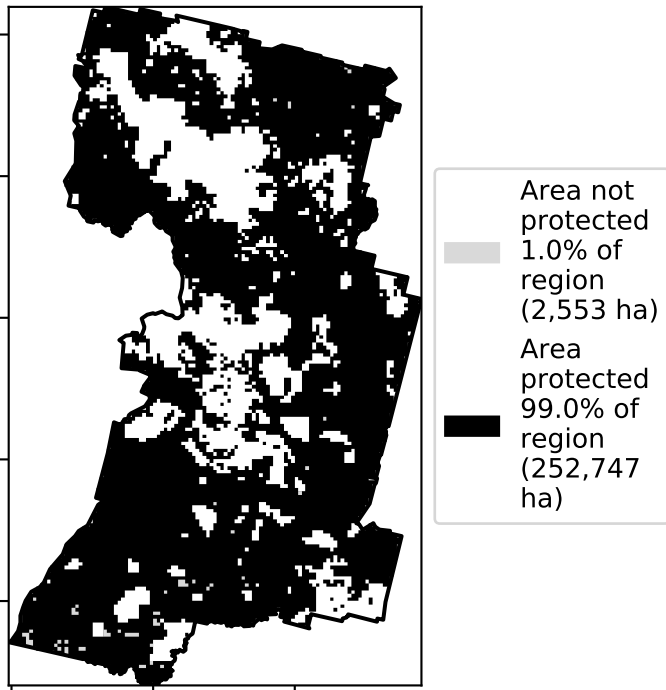 Area not
protected
1.0% of
region
(2,553 ha)
Area
protected
99.0% of
region
(252,747
ha)